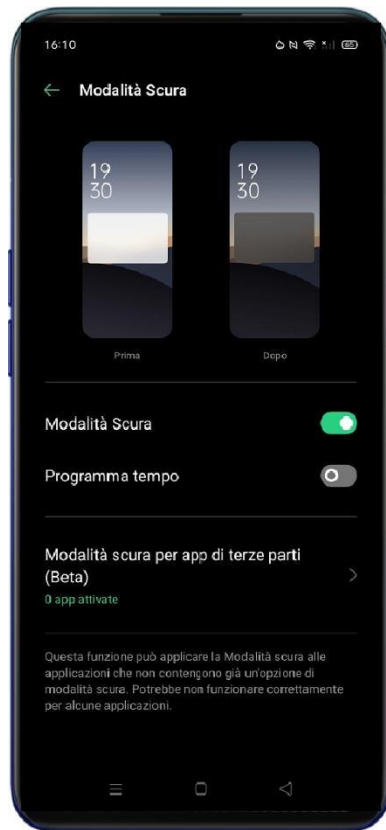 16:10
65
Modalità Scura
19
30
19
30
Prima
Dopo
Modalità Scura
Programma tempo
Modalità scura per app di terze parti
(Beta)
0 app attivate
Questa funzione può applicare la Modalità scura alle
applicazioni che non contengono già un'opzione di
modalità scura. Potrebbe non funzionare correttamente
per alcune applicazioni.